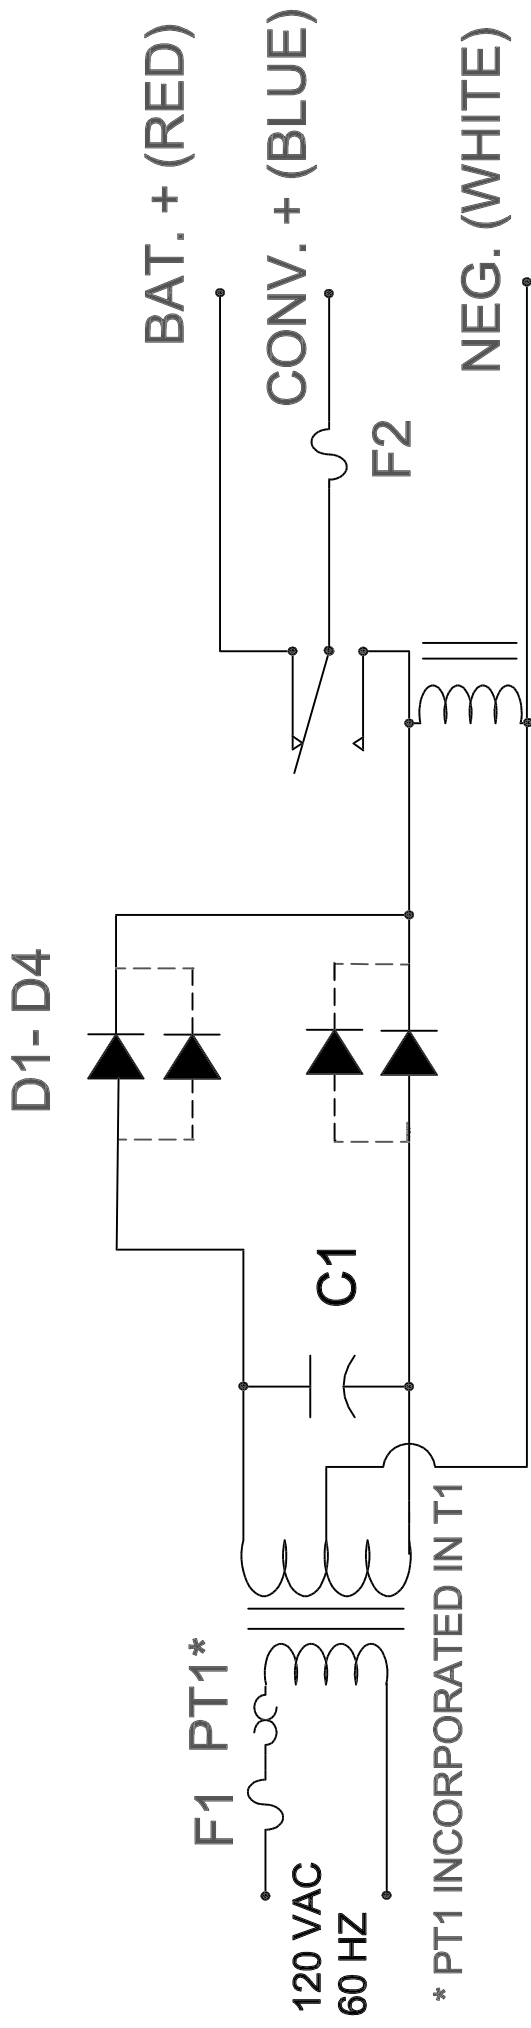 BAT. + (RED)
CONV. + (BLUE)
NEG. (WHITE)
F2
D1- D4
C1
F1 PT1*
120 VAC
60 HZ
* PT1 INCORPORATED IN T1